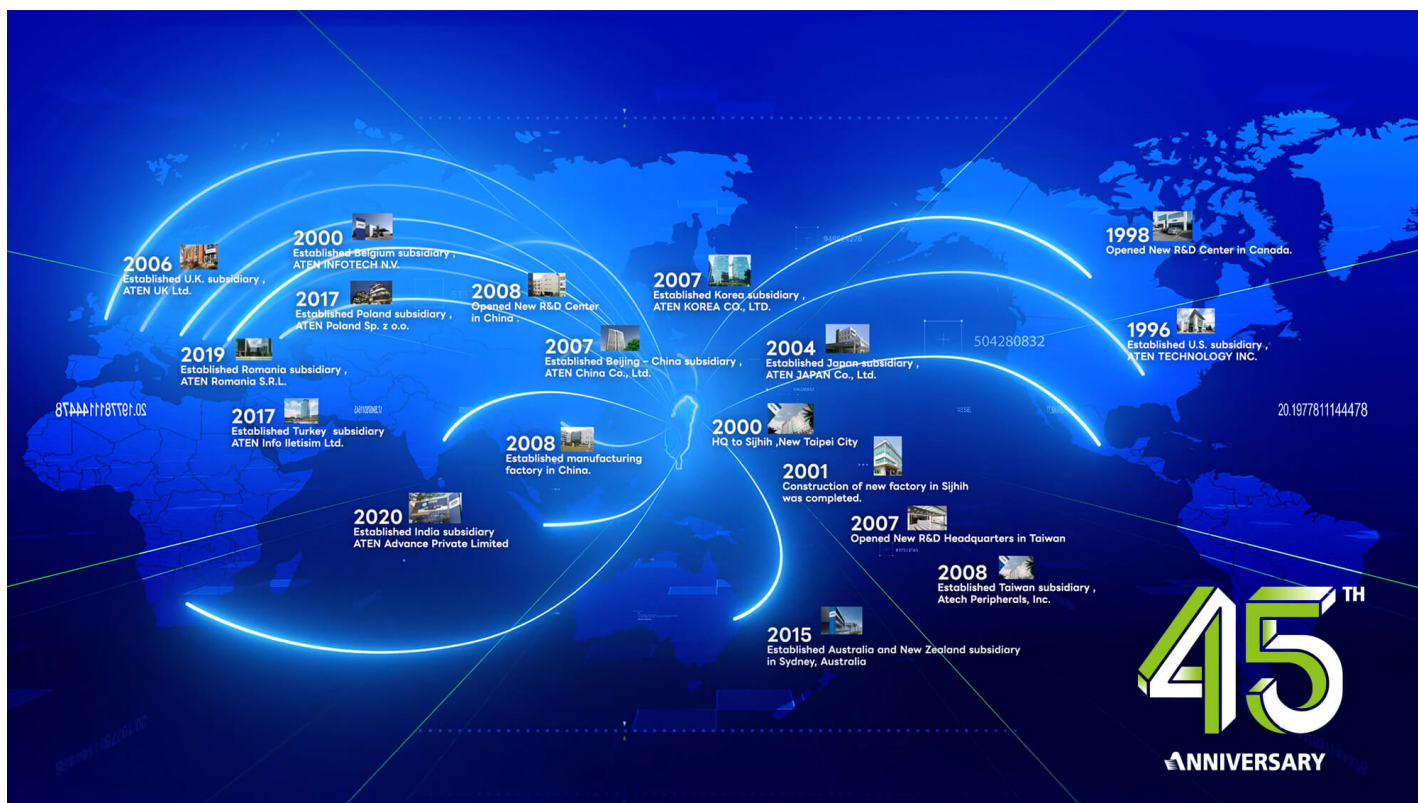 2006
Established U.K. subsidiary ,
ATEN UK Ltd.
2000
Established Belgium subsidiary ,
ATEN INFOTECH N.V.
2017
Established Poland subsidiary ,
ATEN Poland Sp. z o.o.
2019
Established Romania subsidiary ,
ATEN Romania S.R.L.
2017
Established Turkey subsidiary
ATEN Info Iletisim Ltd.
2008
Opened New R&D Center
in China .
2007
Established Beijing – China subsidiary ,
ATEN China Co., Ltd.
2008
Established manufacturing
factory in China.
2020
Established India subsidiary
ATEN Advance Private Limited
2007
Established Korea subsidiary ,
ATEN KOREA CO., LTD.
2004
Established Japan subsidiary ,
ATEN JAPAN Co., Ltd.
2000
HQ to Sijhih ,New Taipei City
2001
Construction of new factory in Sijhih
was completed.
2007
Opened New R&D Headquarters in Taiwan
2008
Established Taiwan subsidiary ,
Atech Peripherals, Inc.
2015
Established Australia and New Zealand subsidiary
in Sydney, Australia
1998
Opened New R&D Center in Canada.
1996
Established U.S. subsidiary ,
ATEN TECHNOLOGY INC.
504280832
20.1977811144478
20.1977811144478
45TH
ANNIVERSARY